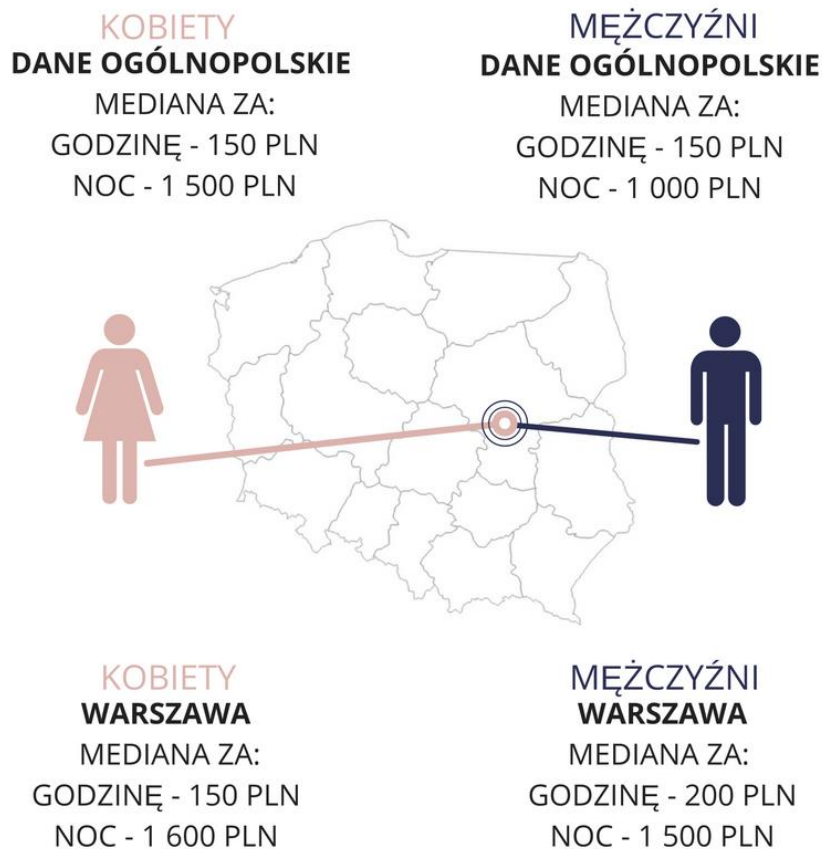 KOBIETY
DANE OGÓLNOPOLSKIE
MEDIANA ZA:
GODZINĘ - 150 PLN
NOC - 1 500 PLN
MĘŻCZYŹNI
DANE OGÓLNOPOLSKIE
MEDIANA ZA:
GODZINĘ - 150 PLN
NOC - 1 000 PLN
KOBIETY
WARSZAWA
MEDIANA ZA:
GODZINĘ - 150 PLN
NOC - 1 600 PLN
MĘŻCZYŹNI
WARSZAWA
MEDIANA ZA:
GODZINĘ - 200 PLN
NOC - 1 500 PLN